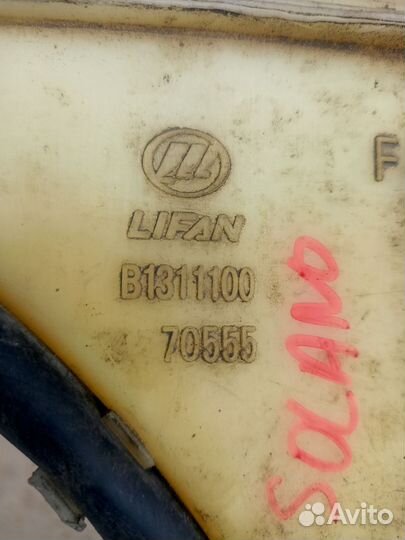 F
LIFAN
B1311100
70555
SOLANO
Avito